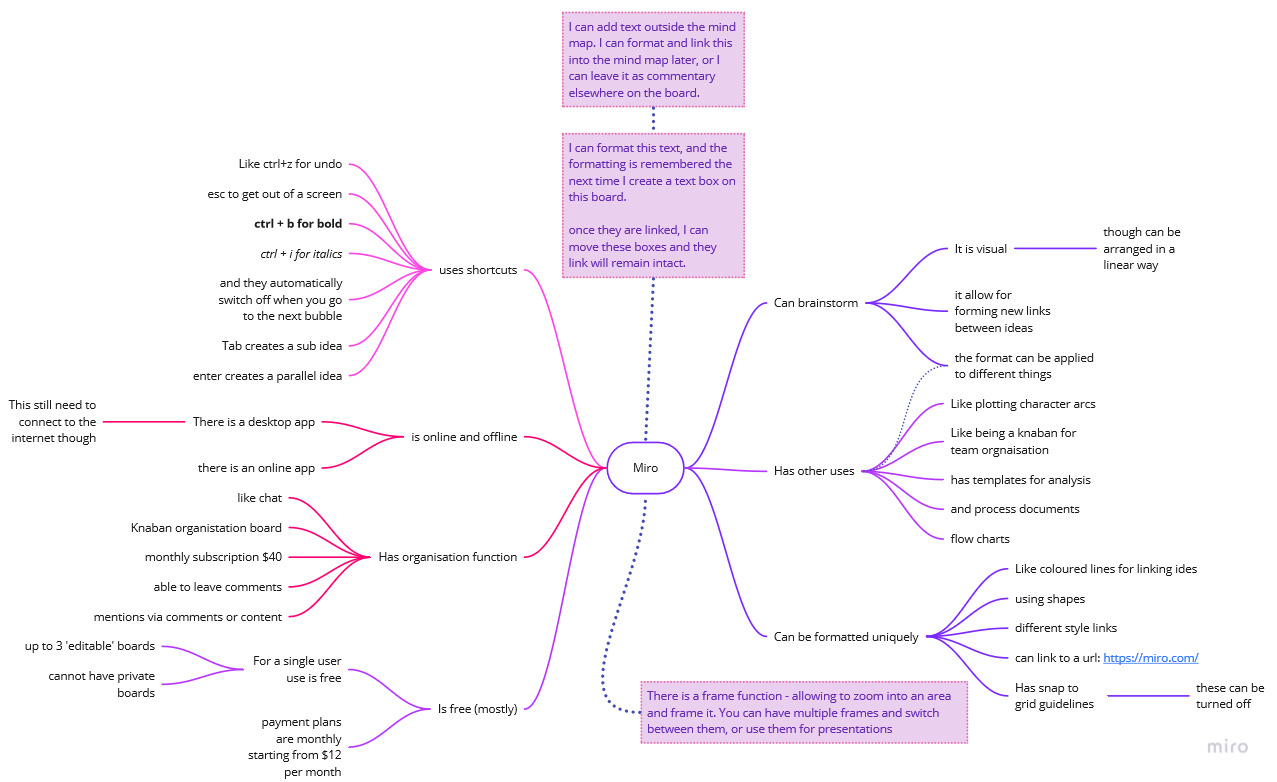 I can add text outside the mind
map. I can format and link this
into the mind map later, or I
can leave it as commentary
elsewhere on the board.
I can format this text, and the
formatting is remembered the
next time I create a text box on
this board.
once they are linked, I can
move these boxes and they
link will remain intact.
Like ctrl+z for undo
esc to get out of a screen
ctrl + b for bold
ctrl + i for italics
and they automatically
switch off when you go
to the next bubble
Tab creates a sub idea
enter creates a parallel idea
uses shortcuts
This still need to
connect to the
internet though
There is a desktop app
there is an online app
is online and offline
like chat
Knaban organistation board
monthly subscription $40
able to leave comments
mentions via comments or content
Has organisation function
up to 3 'editable' boards
cannot have private
boards
For a single user
use is free
payment plans
are monthly
starting from $12
per month
Is free (mostly)
Miro
Can brainstorm
It is visual
though can be
arranged in a
linear way
it allow for
forming new links
between ideas
the format can be applied
to different things
Has other uses
Like plotting character arcs
Like being a knaban for
team orgnaisation
has templates for analysis
and process documents
flow charts
Can be formatted uniquely
Like coloured lines for linking ides
using shapes
different style links
can link to a url: https://miro.com/
Has snap to
grid guidelines
these can be
turned off
There is a frame function - allowing to zoom into an area
and frame it. You can have multiple frames and switch
between them, or use them for presentations
miro